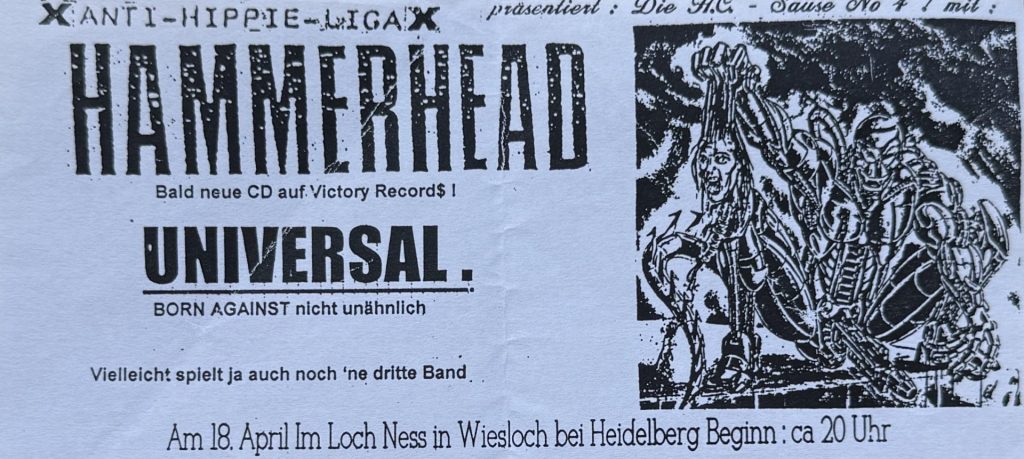 XANTI-HIPPIE-LIGAX präsentiert : Die H.C. - Sause No 4 ! mit :
HAMMERHEAD
Bald neue CD auf Victory Record$ !
UNIVERSAL.
BORN AGAINST nicht unähnlich
Vielleicht spielt ja auch noch 'ne dritte Band
Am 18. April Im Loch Ness in Wiesloch bei Heidelberg Beginn : ca 20 Uhr